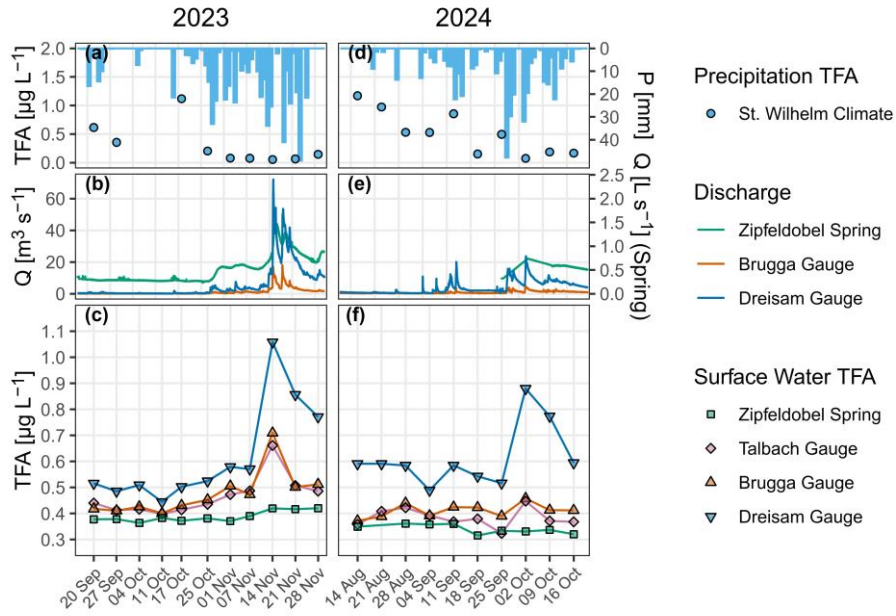 2023
2024
(a)
(d)
TFA [µg L−1]
2.0
1.5
1.0
0.5
0.0
0
10
20
30
40
P [mm]
(b)
(e)
Q [m3 s−1]
60
40
20
0
2.5
2.0
1.5
1.0
0.5
0.0
Q [L s−1] (Spring)
(c)
(f)
TFA [µg L−1]
1.1
1.0
0.9
0.8
0.7
0.6
0.5
0.4
0.3
20 Sep
27 Sep
04 Oct
11 Oct
17 Oct
25 Oct
01 Nov
07 Nov
14 Nov
21 Nov
28 Nov
14 Aug
21 Aug
28 Aug
04 Sep
11 Sep
18 Sep
25 Sep
02 Oct
09 Oct
16 Oct
Precipitation TFA
St. Wilhelm Climate
Discharge
Zipfeldobel Spring
Brugga Gauge
Dreisam Gauge
Surface Water TFA
Zipfeldobel Spring
Talbach Gauge
Brugga Gauge
Dreisam Gauge